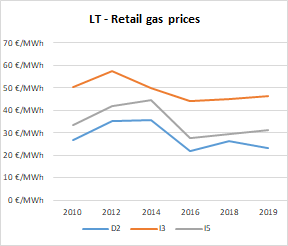 LT - Retail gas prices
70 €/MWh
60 €/MWh
50 €/MWh
40 €/MWh
30 €/MWh
20 €/MWh
10 €/MWh
0 €/MWh
2010 2012 2014 2016 2018 2019
D2 I3 I5